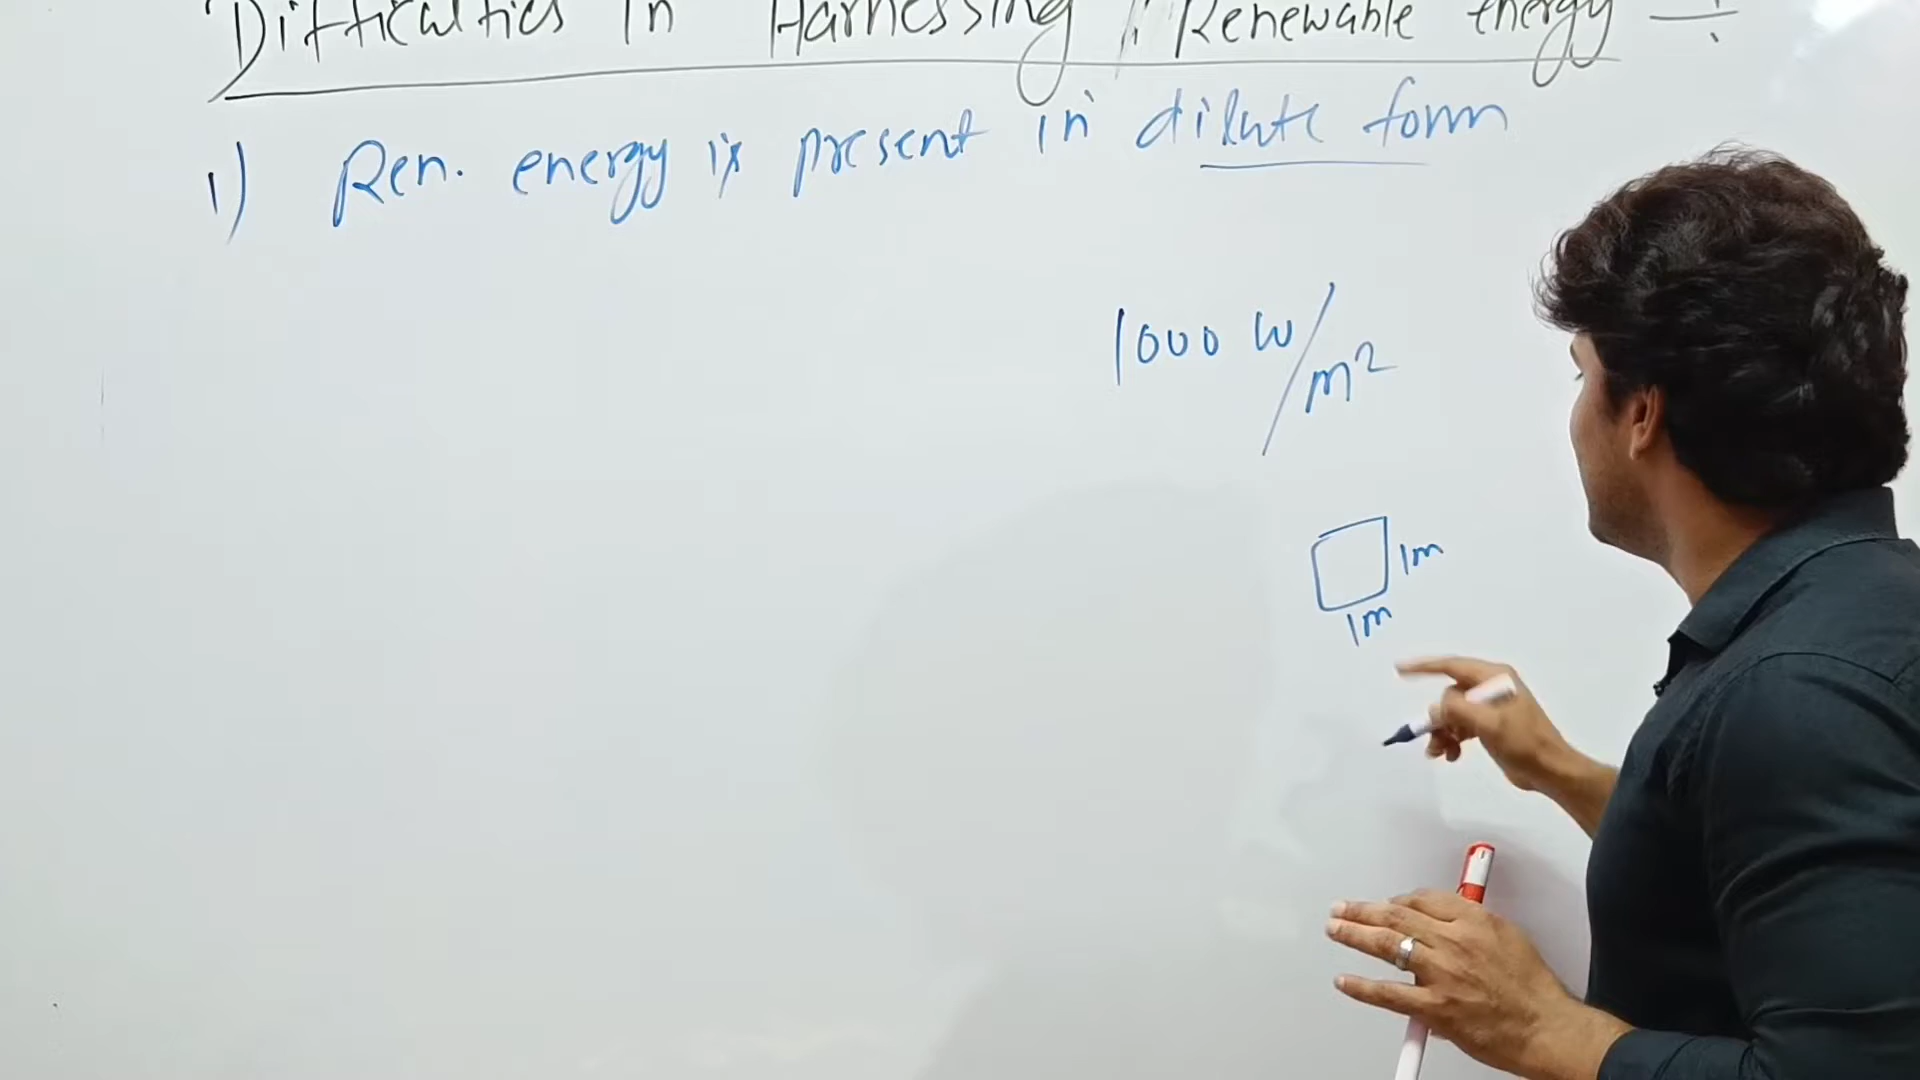 Difficulties in Harnessing Renewable energy ÷
1) Ren. energy is present in dilute form
1000 W/m²
1m
1m